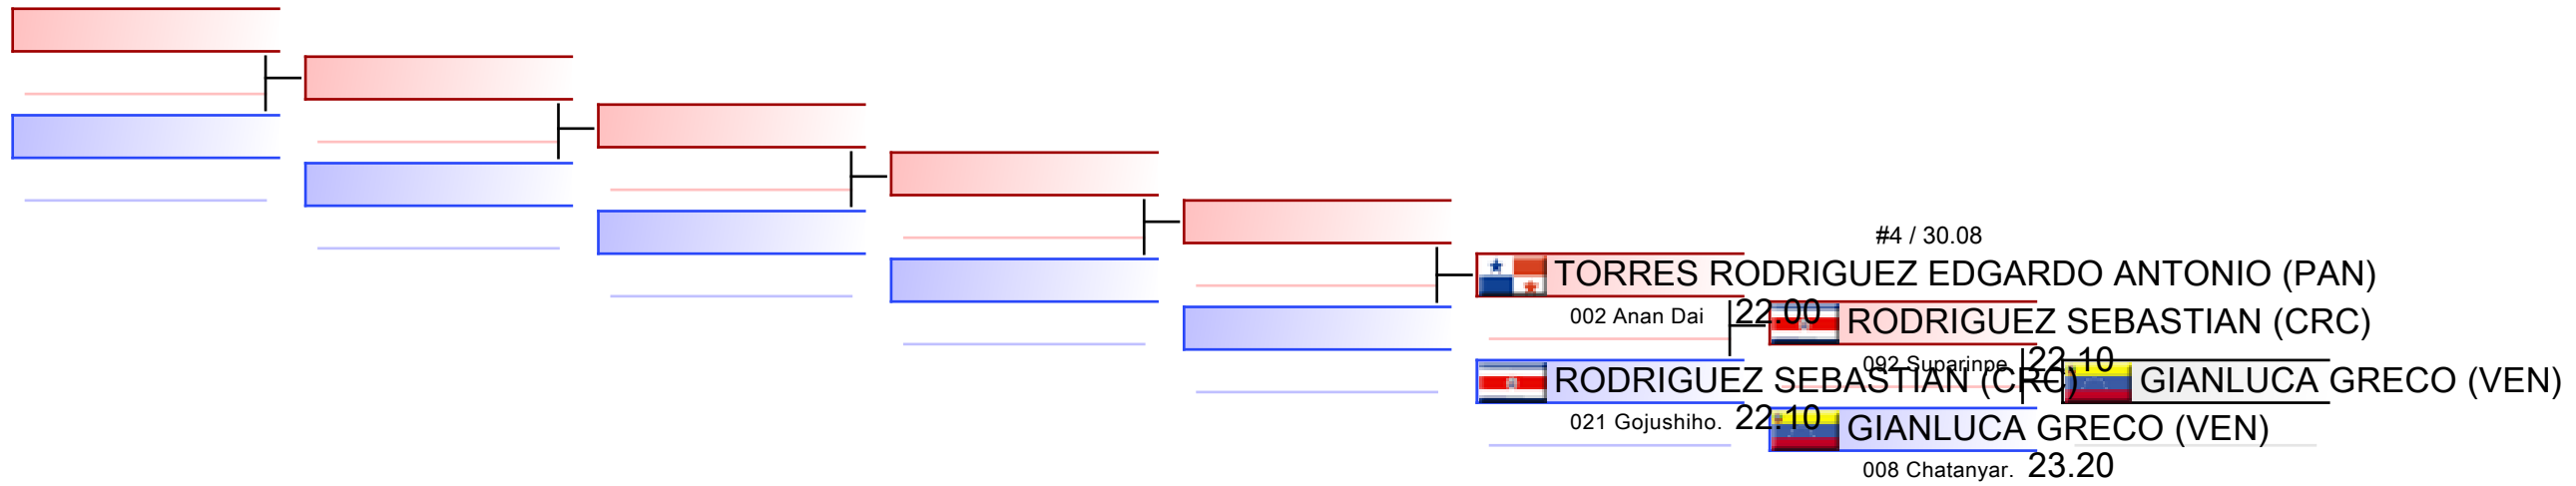 #4 / 30.08
TORRES RODRIGUEZ EDGARDO ANTONIO (PAN)
002 Anan Dai 22.00
RODRIGUEZ SEBASTIAN (CRC)
092 Suparinpe. 22.10
RODRIGUEZ SEBASTIAN (CRC)
GIANLUCA GRECO (VEN)
021 Gojushiho. 22.10
GIANLUCA GRECO (VEN)
008 Chatanyar. 23.20